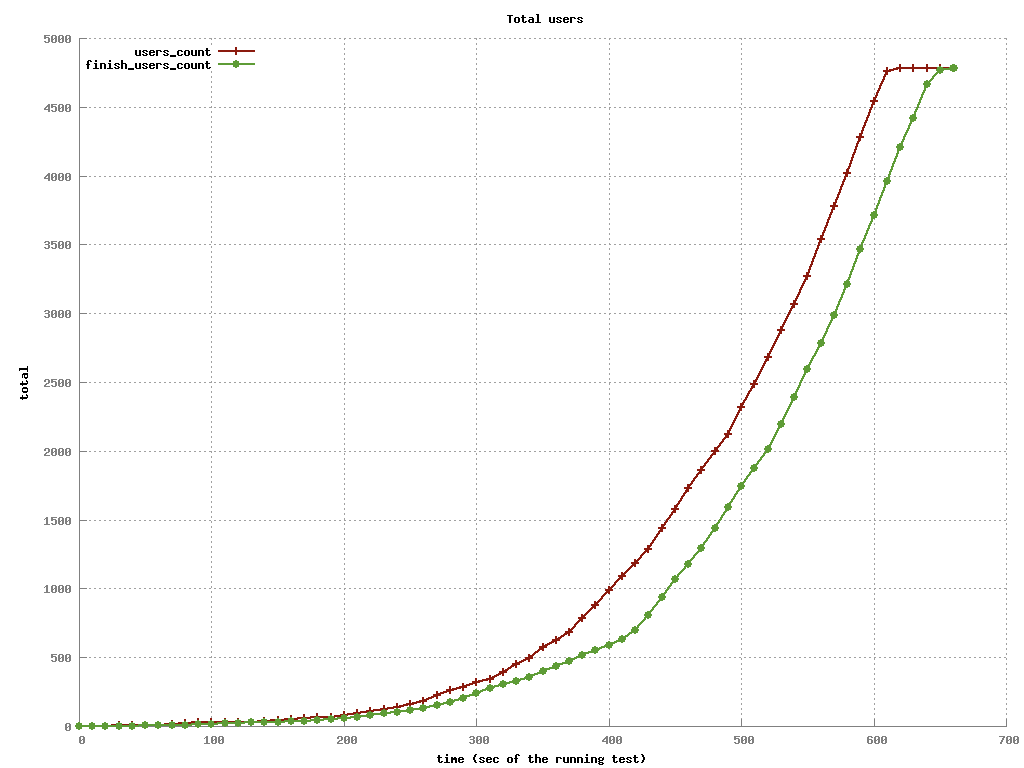 Total users
users_count
finish_users_count
5000
4500
4000
3500
3000
2500
2000
1500
1000
500
0
total
0 100 200 300 400 500 600 700
time (sec of the running test)